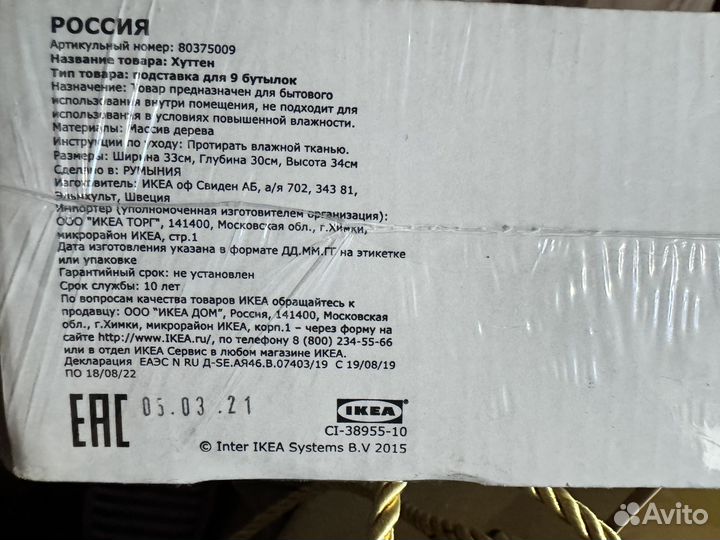 РОССИЯ
Артикульный номер: 80375009
Название товара: Хуттен
Тип товара: подставка для 9 бутылок
Назначение: Товар предназначен для бытового
использования внутри помещения, не подходит для
использования в условиях повышенной влажности.
Материалы: Массив дерева
Инструкции по уходу: Протирать влажной тканью.
Размеры: Ширина 33см, Глубина 30см, Высота 34см
Сделано в: РУМЫНИЯ
Изготовитель: ИКЕА оф Свиден АБ, а/я 702, 343 81,
Эльмхульт, Швеция
Импортер (уполномоченная изготовителем организация):
ООО "ИКЕА ТОРГ", 141400, Московская обл., г.Химки,
микрорайон ИКЕА, стр.1
Дата изготовления указана в формате ДД.ММ.ГГ на этикетке
или упаковке
Гарантийный срок: не установлен
Срок службы: 10 лет
По вопросам качества товаров ИКЕА обращайтесь к
продавцу: ООО "ИКЕА ДОМ", Россия, 141400, Московская
обл., г.Химки, микрорайон ИКЕА, корп.1 – через форму на
сайте http://www.IKEA.ru/, по телефону 8 (800) 234-55-66
или в отдел ИКЕА Сервис в любом магазине ИКЕА.
Декларация ЕАЭС N RU Д-SE.АЯ46.В.07403/19 С 19/08/19
ПО 18/08/22
EAC 05.03.21
IKEA
CI-38955-10
© Inter IKEA Systems B.V 2015
Avito